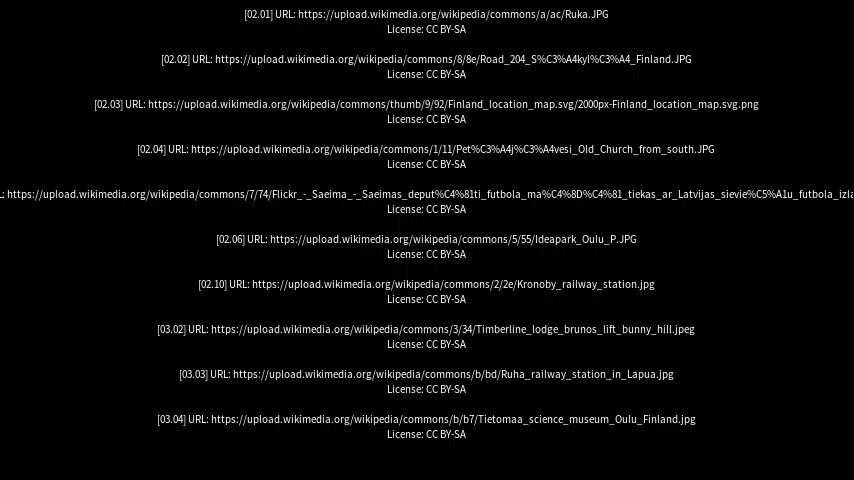 [02.01] URL: https://upload.wikimedia.org/wikipedia/commons/a/ac/Ruka.JPG
License: CC BY-SA
[02.02] URL: https://upload.wikimedia.org/wikipedia/commons/8/8e/Road_204_S%C3%A4kyl%C3%A4_Finland.JPG
License: CC BY-SA
[02.03] URL: https://upload.wikimedia.org/wikipedia/commons/thumb/9/92/Finland_location_map.svg/2000px-Finland_location_map.svg.png
License: CC BY-SA
[02.04] URL: https://upload.wikimedia.org/wikipedia/commons/1/11/Pet%C3%A4j%C3%A4vesi_Old_Church_from_south.JPG
License: CC BY-SA
: https://upload.wikimedia.org/wikipedia/commons/7/74/Flickr_-_Saeima_-_Saeimas_deput%C4%81ti_futbola_ma%C4%8D%C4%81_tiekas_ar_Latvijas_sievie%C5%A1u_futbola_izla
License: CC BY-SA
[02.06] URL: https://upload.wikimedia.org/wikipedia/commons/5/55/Ideapark_Oulu_P.JPG
License: CC BY-SA
[02.10] URL: https://upload.wikimedia.org/wikipedia/commons/2/2e/Kronoby_railway_station.jpg
License: CC BY-SA
[03.02] URL: https://upload.wikimedia.org/wikipedia/commons/3/34/Timberline_lodge_brunos_lift_bunny_hill.jpeg
License: CC BY-SA
[03.03] URL: https://upload.wikimedia.org/wikipedia/commons/b/bd/Ruha_railway_station_in_Lapua.jpg
License: CC BY-SA
[03.04] URL: https://upload.wikimedia.org/wikipedia/commons/b/b7/Tietomaa_science_museum_Oulu_Finland.jpg
License: CC BY-SA